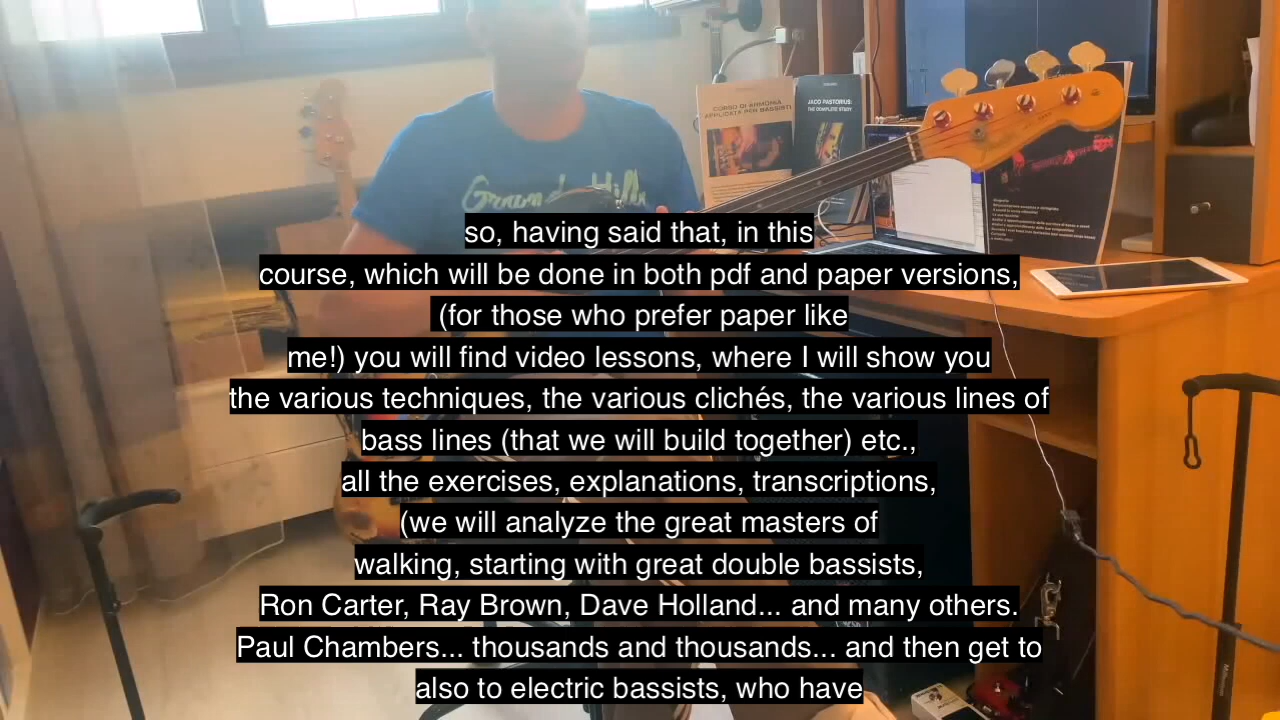 CORSO DI ARMONIA
APPLICATA PER BASSISTI
JACO PASTORIUS:
THE COMPLETE STUDY
so, having said that, in this
course, which will be done in both pdf and paper versions,
(for those who prefer paper like
me!) you will find video lessons, where I will show you
the various techniques, the various clichés, the various lines of
bass lines (that we will build together) etc.,
all the exercises, explanations, transcriptions,
(we will analyze the great masters of
walking, starting with great double bassists,
Ron Carter, Ray Brown, Dave Holland... and many others.
Paul Chambers... thousands and thousands... and then get to
also to electric bassists, who have